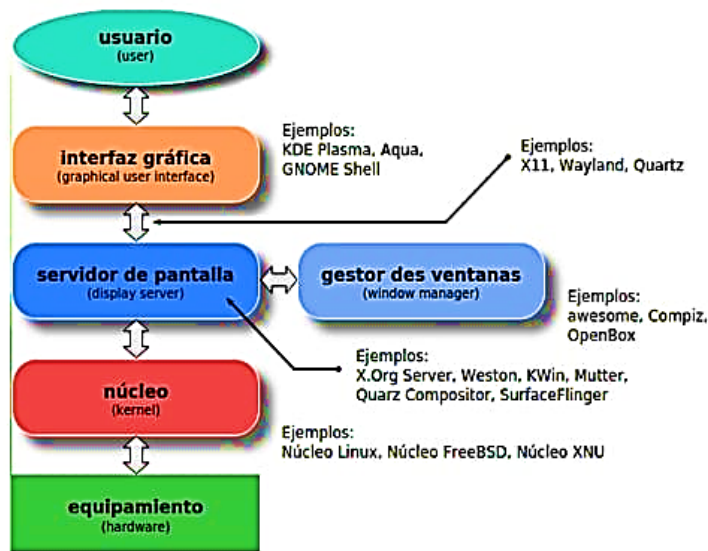 usuario
(user)
interfaz gráfica
(graphical user interface)
Ejemplos:
KDE Plasma, Aqua,
GNOME Shell
Ejemplos:
X11, Wayland, Quartz
servidor de pantalla
(display server)
gestor des ventanas
(window manager)
Ejemplos:
awesome, Compiz,
OpenBox
Ejemplos:
X.Org Server, Weston, KWin, Mutter,
Quarz Compositor, SurfaceFlinger
núcleo
(kernel)
Ejemplos:
Núcleo Linux, Núcleo FreeBSD, Núcleo XNU
equipamiento
(hardware)